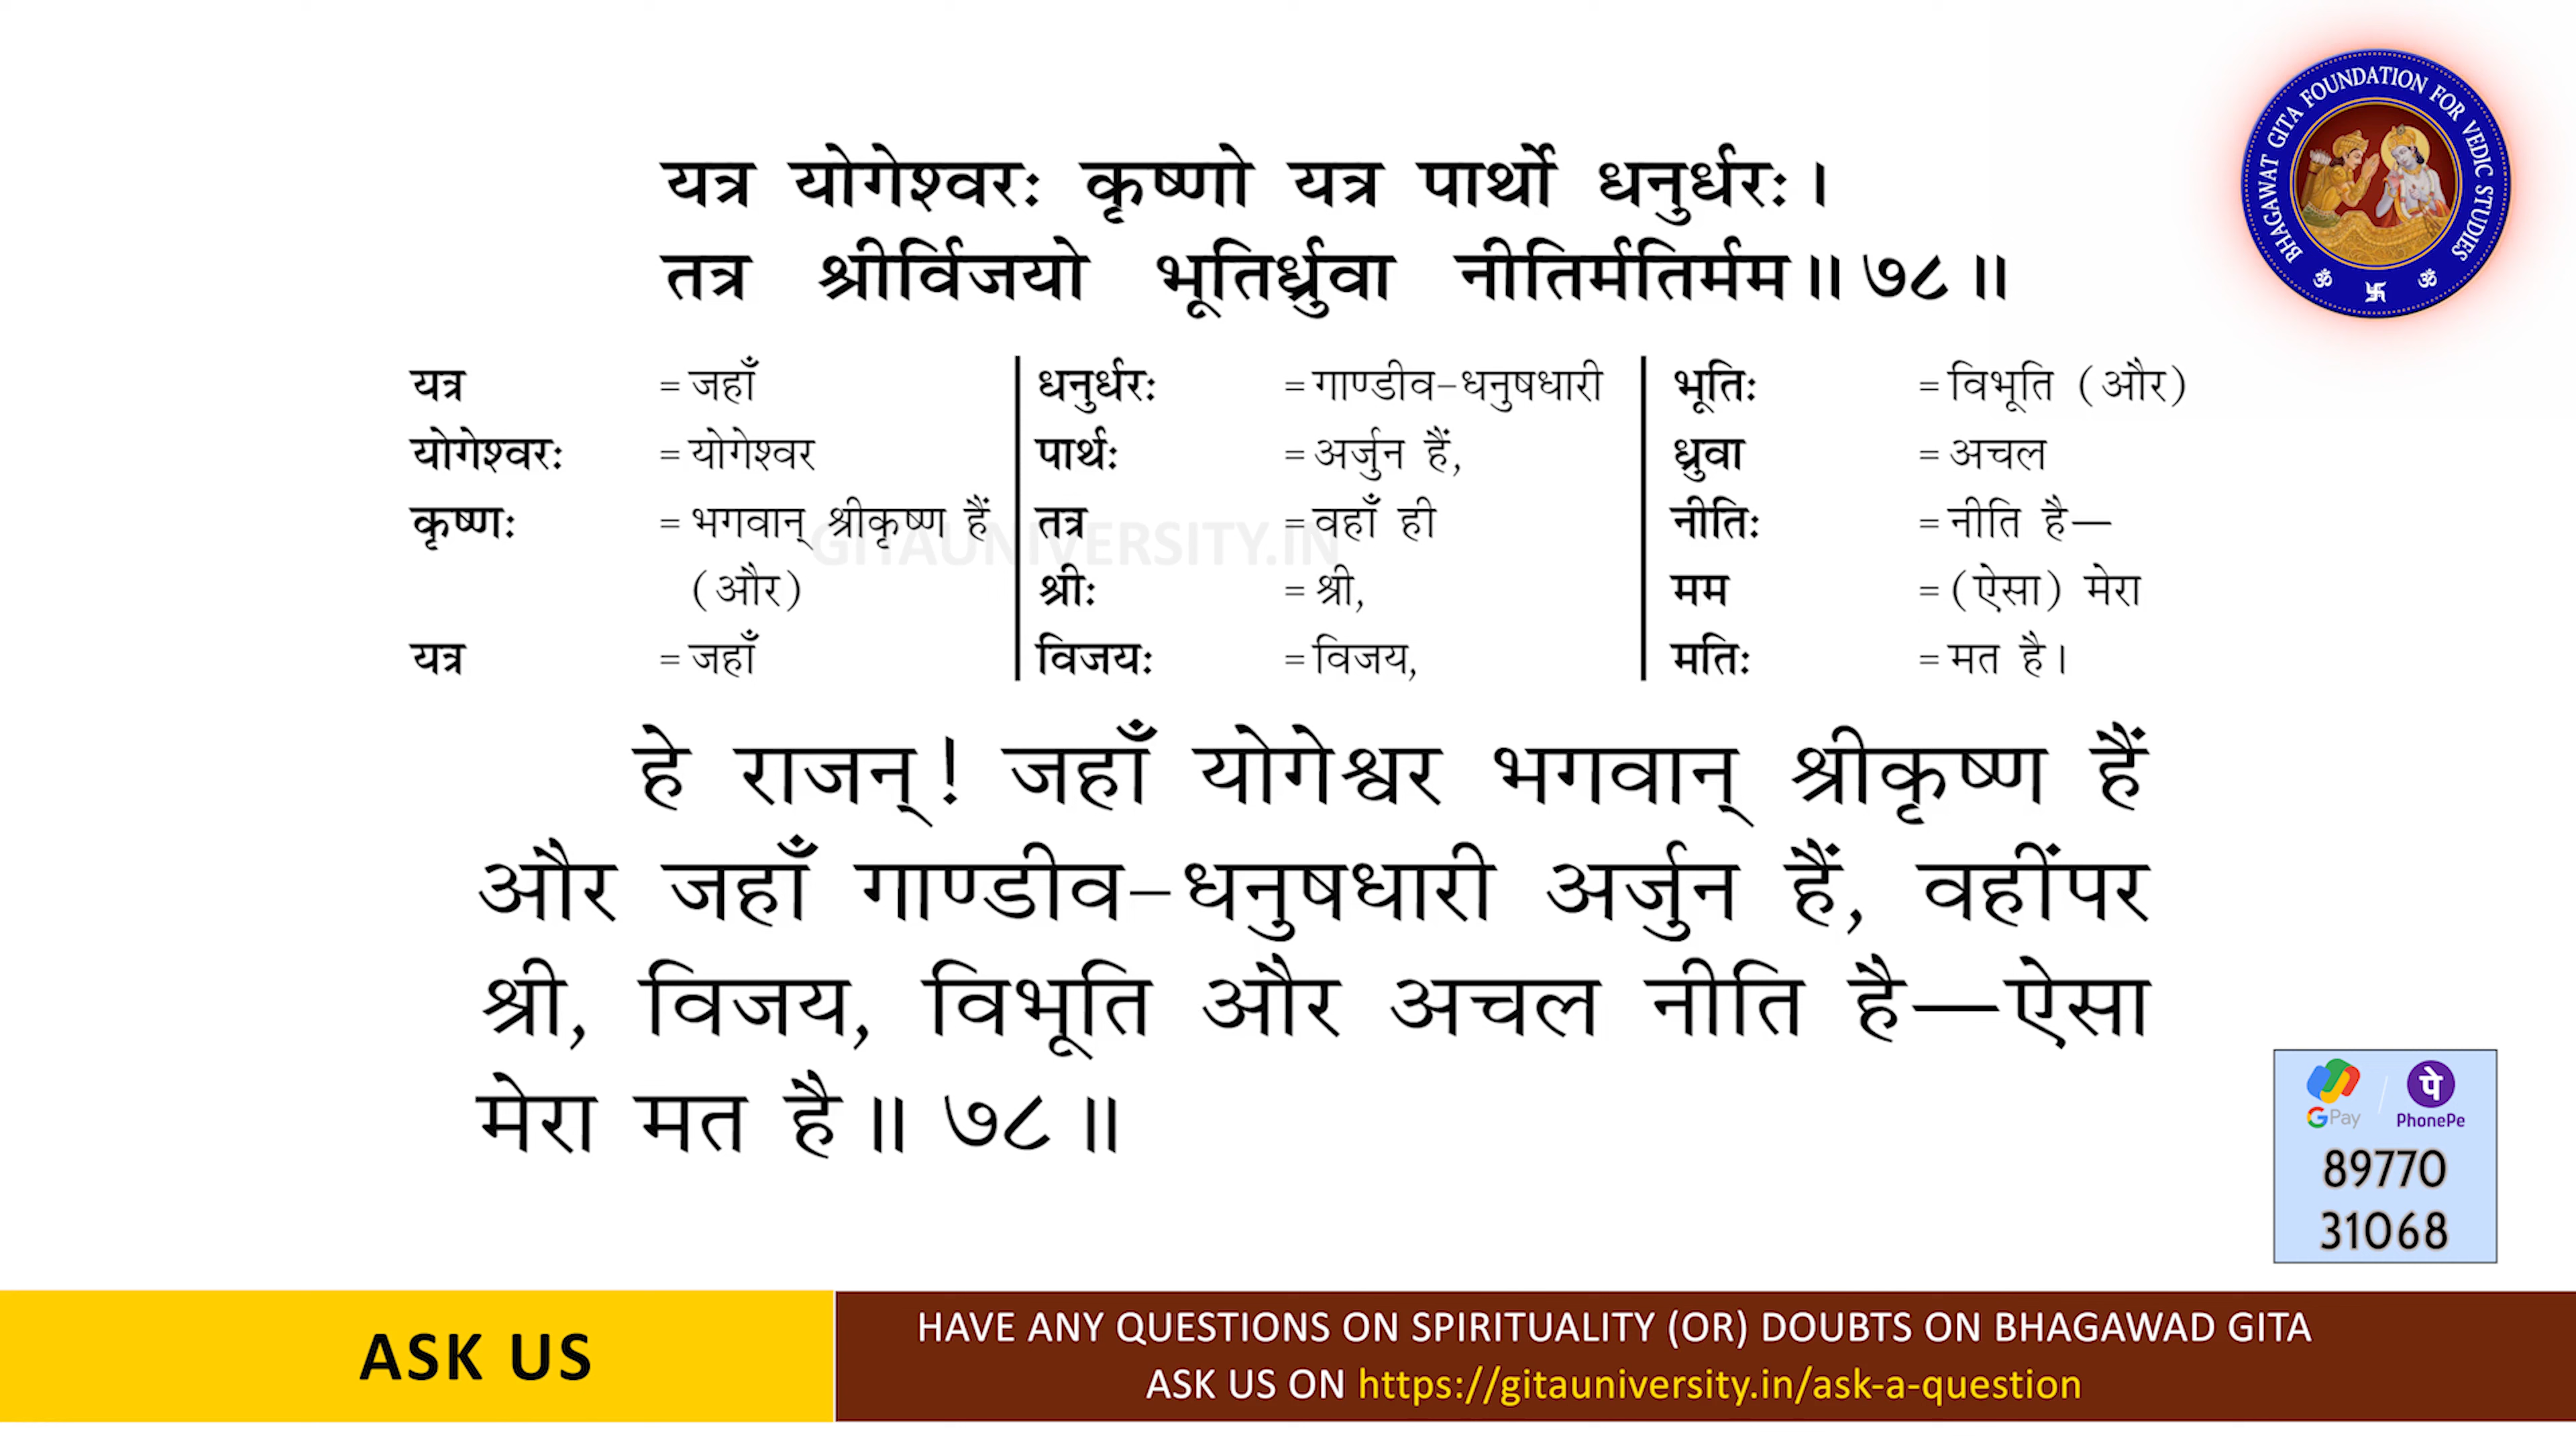 यत्र योगेश्वरः कृष्णो यत्र पार्थो धनुर्धरः ।
तत्र श्रीर्विजयो भूतिर्ध्रुवा नीतिर्मतिर्मम ॥ ७८ ॥
BHAGAWAT GITA FOUNDATION FOR VEDIC STUDIES
ॐ 卐 ॐ
यत्र = जहाँ
योगेश्वरः = योगेश्वर
कृष्णः = भगवान् श्रीकृष्ण हैं
(और)
यत्र = जहाँ
धनुर्धरः = गाण्डीव-धनुषधारी
पार्थः = अर्जुन हैं,
तत्र = वहाँ ही
श्रीः = श्री,
विजयः = विजय,
भूतिः = विभूति (और)
ध्रुवा = अचल
नीतिः = नीति है—
मम = (ऐसा) मेरा
मतिः = मत है।
GITAUNIVERSITY.IN
हे राजन्! जहाँ योगेश्वर भगवान् श्रीकृष्ण हैं
और जहाँ गाण्डीव-धनुषधारी अर्जुन हैं, वहींपर
श्री, विजय, विभूति और अचल नीति है—ऐसा
मेरा मत है ॥ ७८ ॥
GPay पे PhonePe
89770
31068
ASK US
HAVE ANY QUESTIONS ON SPIRITUALITY (OR) DOUBTS ON BHAGAWAD GITA
ASK US ON https://gitauniversity.in/ask-a-question